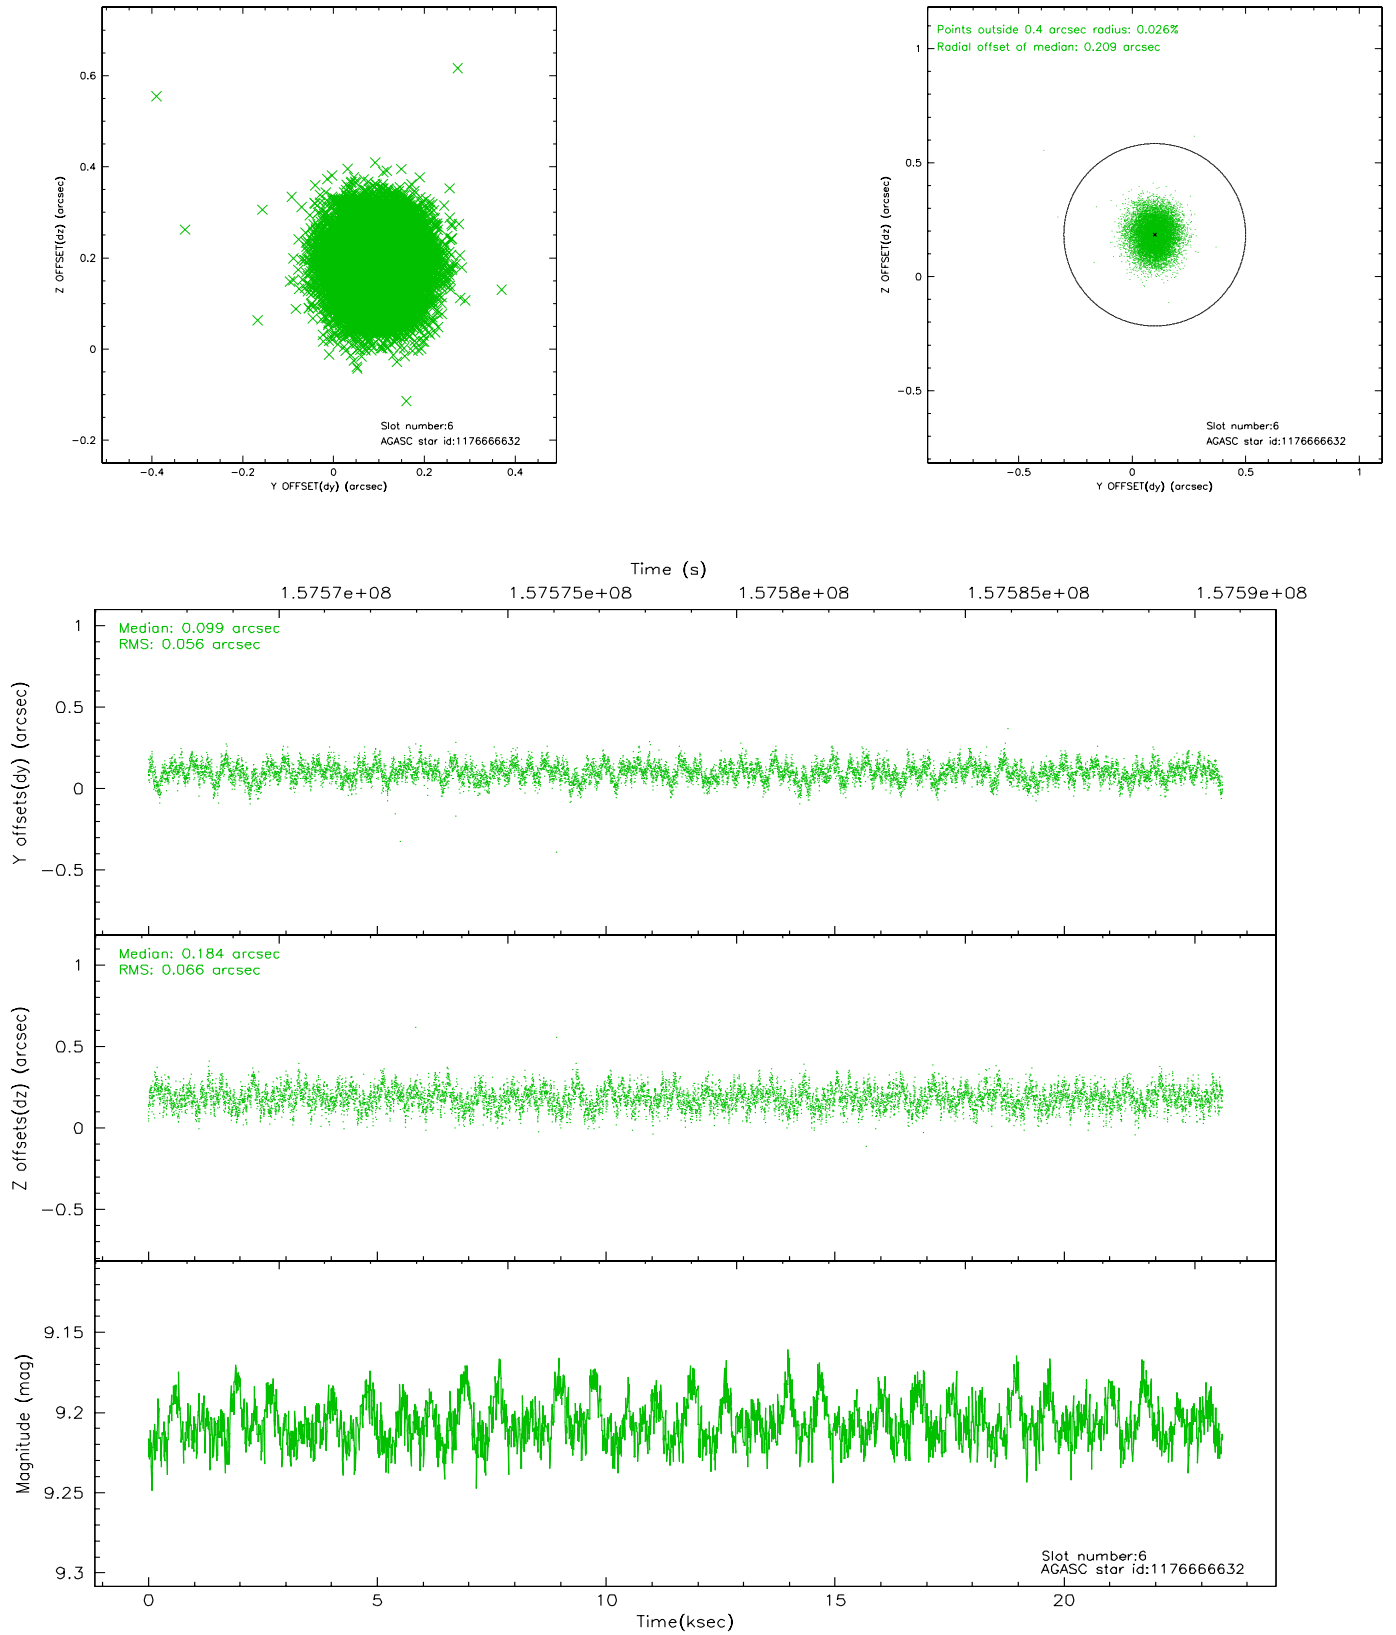 0.6
0.4
0.2
0
−0.2
Z OFFSET(dz) (arcsec)
Slot number:6
AGASC star id:1176666632
−0.4 −0.2 0 0.2 0.4
Y OFFSET(dy) (arcsec)
Points outside 0.4 arcsec radius: 0.026%
Radial offset of median: 0.209 arcsec
1
0.5
0
−0.5
Z OFFSET(dz) (arcsec)
Slot number:6
AGASC star id:1176666632
−0.5 0 0.5 1
Y OFFSET(dy) (arcsec)
Time (s)
1.5757e+08 1.57575e+08 1.5758e+08 1.57585e+08 1.5759e+08
Median: 0.099 arcsec
RMS: 0.056 arcsec
1
0.5
0
−0.5
Y offsets(dy) (arcsec)
Median: 0.184 arcsec
RMS: 0.066 arcsec
1
0.5
0
−0.5
Z offsets(dz) (arcsec)
9.15
9.2
9.25
9.3
Magnitude (mag)
Slot number:6
AGASC star id:1176666632
0 5 10 15 20
Time(ksec)